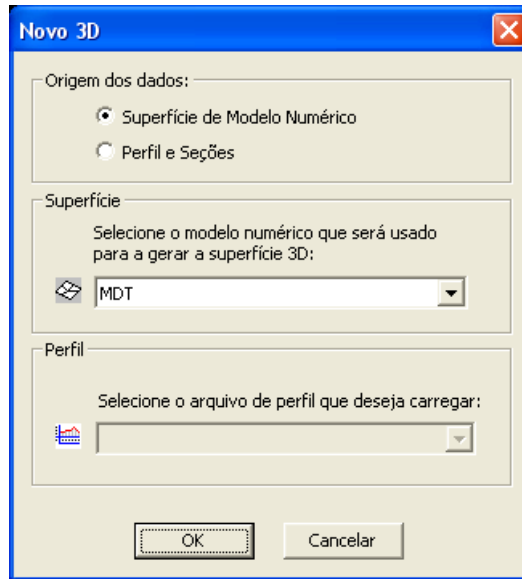 Novo 3D
Origem dos dados:
Superfície de Modelo Numérico
Perfil e Seções
Superfície
Selecione o modelo numérico que será usado
para a gerar a superfície 3D:
MDT
Perfil
Selecione o arquivo de perfil que deseja carregar:
OK
Cancelar